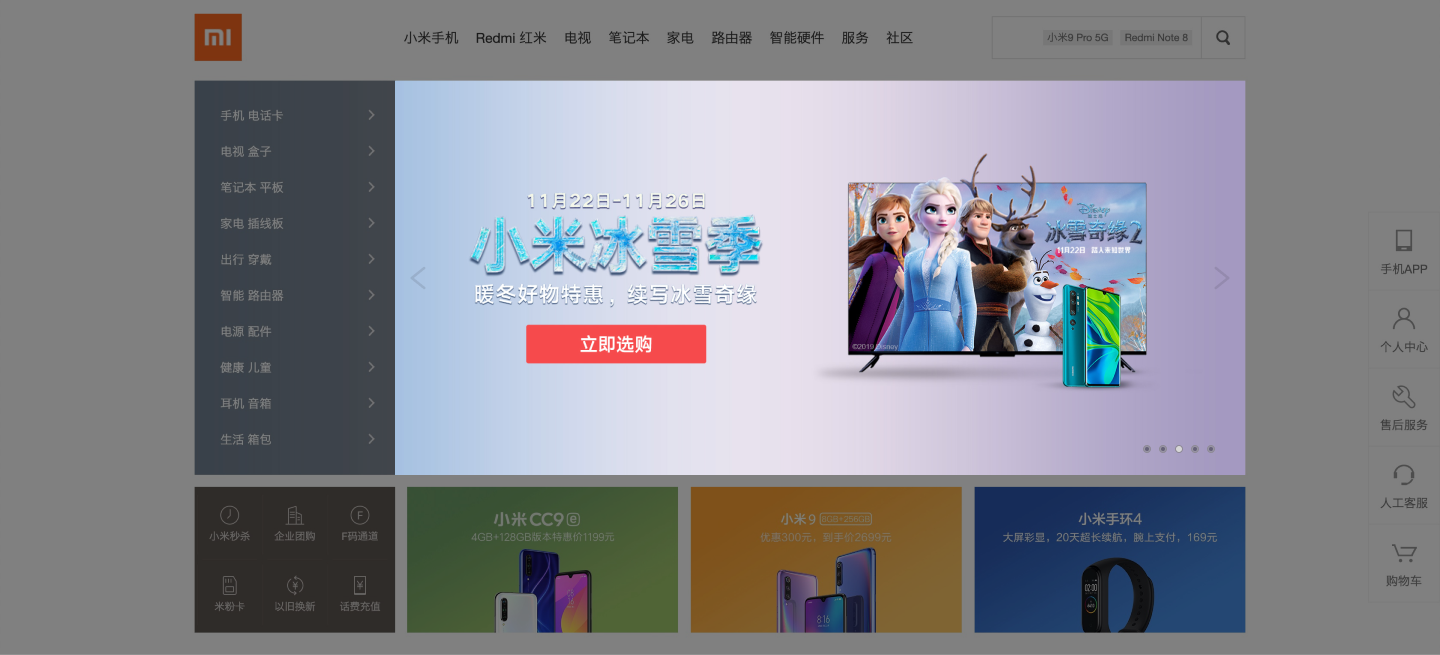 mi
小米手机 Redmi 红米 电视 笔记本 家电 路由器 智能硬件 服务 社区
小米9 Pro 5G Redmi Note 8
手机 电话卡
电视 盒子
笔记本 平板
家电 插线板
出行 穿戴
智能 路由器
电源 配件
健康 儿童
耳机 音箱
生活 箱包
11月22日-11月26日
小米冰雪季
暖冬好物特惠，续写冰雪奇缘
立即选购
Disney
冰雪奇缘2
11月22日 踏入未知世界
©2019 Disney
手机APP
个人中心
售后服务
人工客服
购物车
小米秒杀 企业团购 F码通道
米粉卡 以旧换新 话费充值
小米CC9 e
4GB+128GB版本特惠价1199元
小米9 8GB+256GB
优惠300元，到手价2699元
8:16
小米手环4
大屏彩显，20天超长续航，腕上支付，169元
02:00